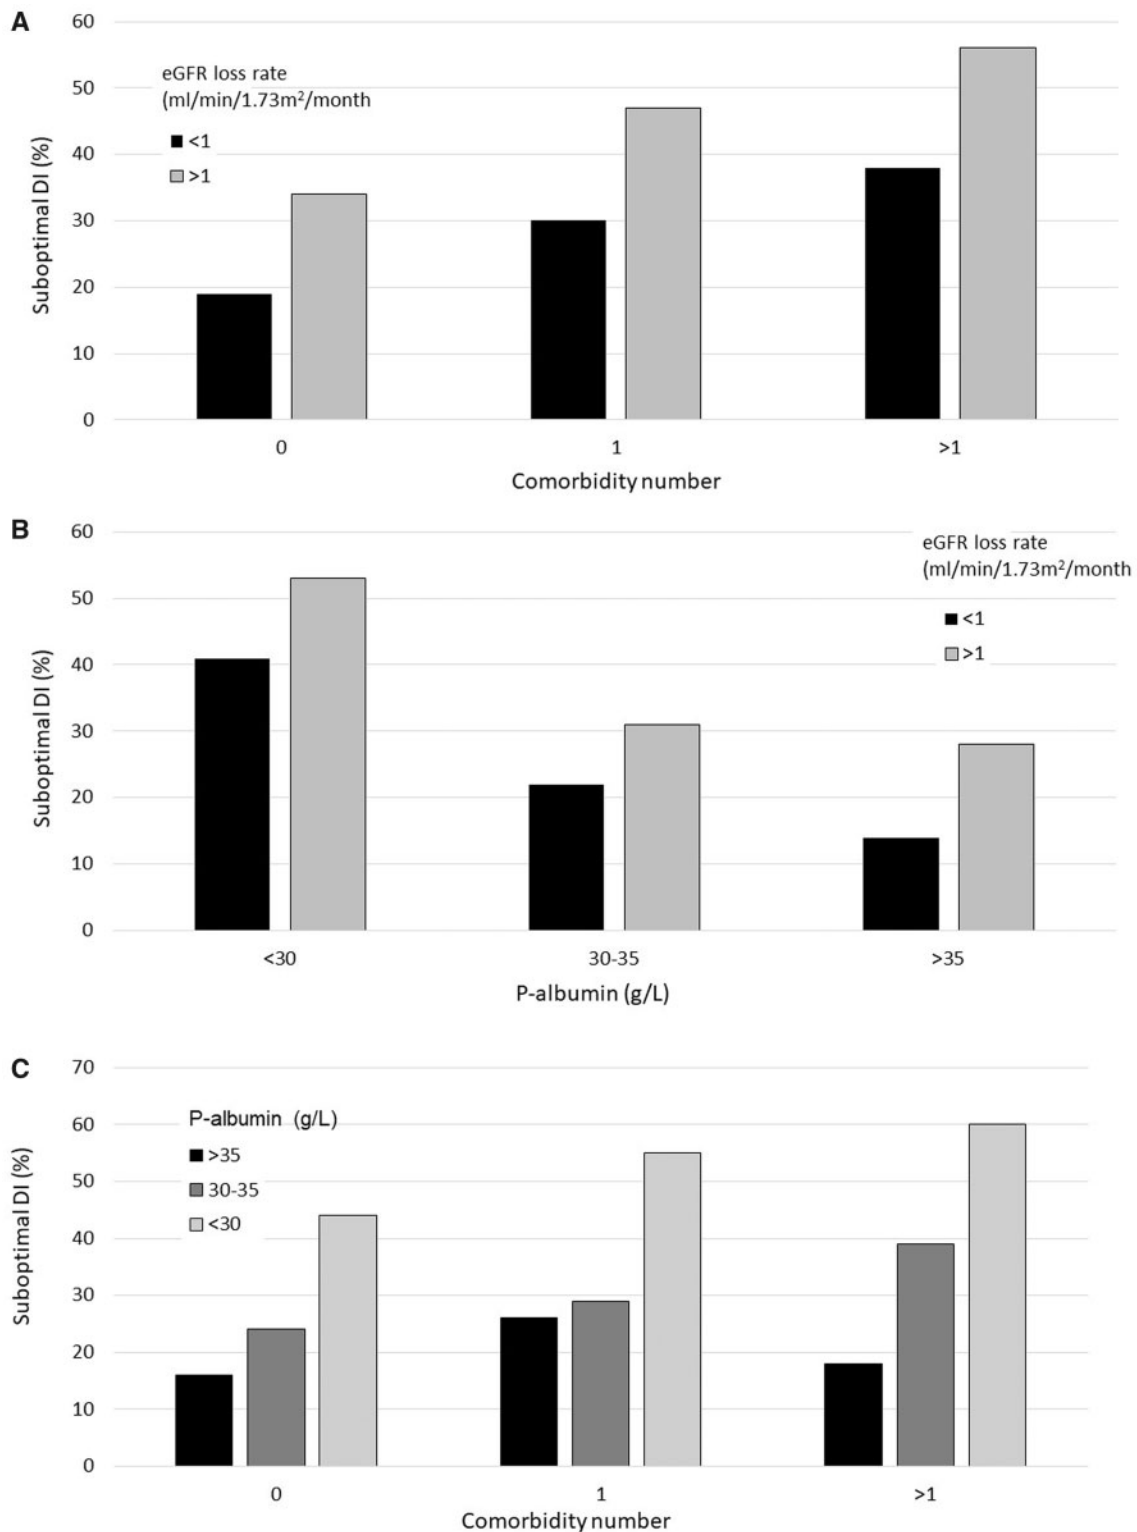 A
60
50
40
30
20
10
0
Suboptimal DI (%)
eGFR loss rate
(ml/min/1.73m²/month
<1
>1
0 1 >1
Comorbidity number
B
60
50
40
30
20
10
0
Suboptimal DI (%)
eGFR loss rate
(ml/min/1.73m²/month
<1
>1
<30 30-35 >35
P-albumin (g/L)
C
70
60
50
40
30
20
10
0
Suboptimal DI (%)
P-albumin (g/L)
>35
30-35
<30
0 1 >1
Comorbidity number